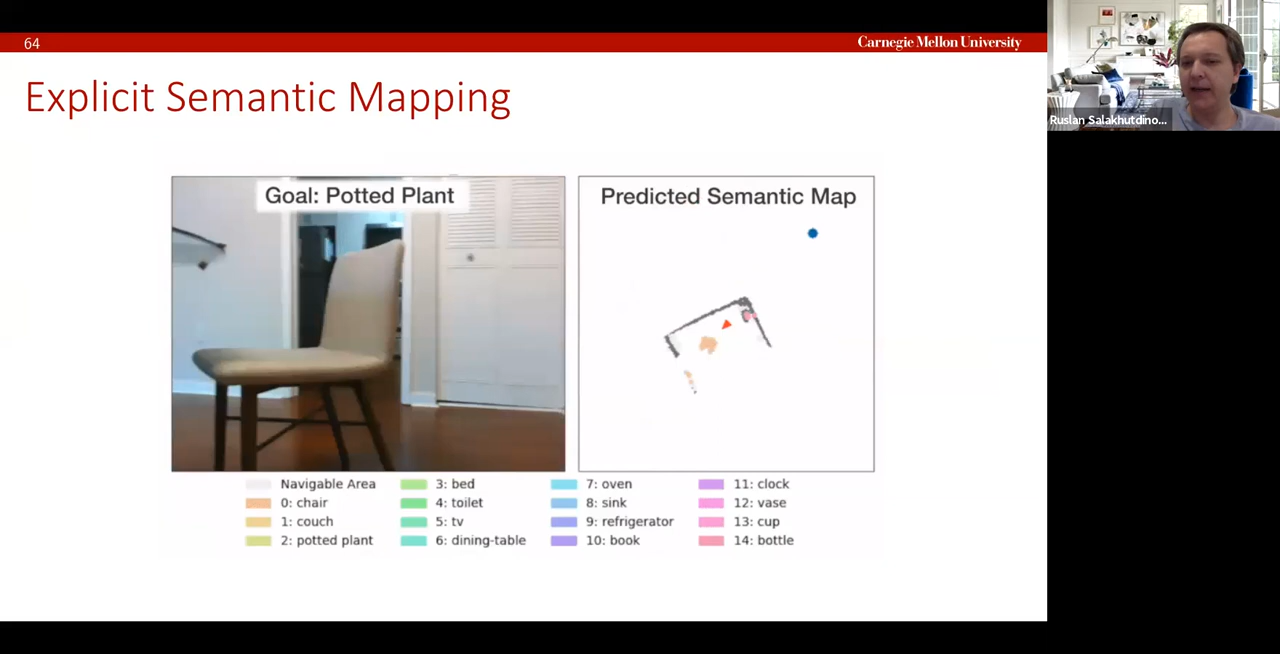 64
Carnegie Mellon University
Ruslan Salakhutdino...
Explicit Semantic Mapping
Goal: Potted Plant
Predicted Semantic Map
Navigable Area
0: chair
1: couch
2: potted plant
3: bed
4: toilet
5: tv
6: dining-table
7: oven
8: sink
9: refrigerator
10: book
11: clock
12: vase
13: cup
14: bottle